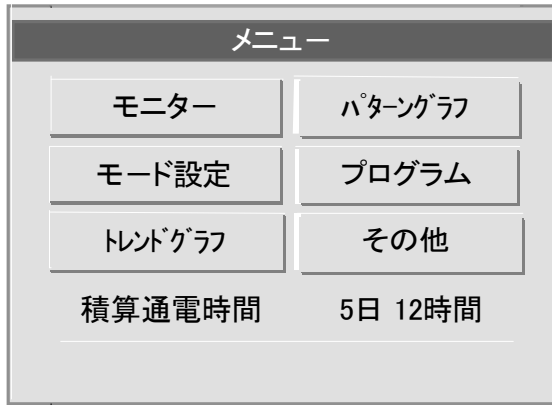 メニュー
モニター ﾊﾟﾀｰﾝｸﾞﾗﾌ
モード設定 プログラム
ﾄﾚﾝﾄﾞｸﾞﾗﾌ その他
積算通電時間 5日 12時間